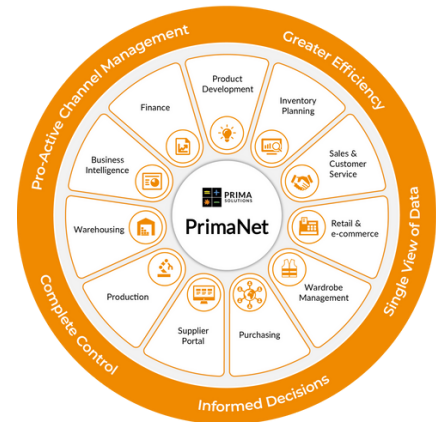 Pro-Active Channel Management
Greater Efficiency
Single View of Data
Informed Decisions
Complete Control
Product
Development
Inventory
Planning
Sales &
Customer
Service
Retail &
e-commerce
Wardrobe
Management
Purchasing
Supplier
Portal
Production
Warehousing
Business
Intelligence
Finance
PRIMA
SOLUTIONS
PrimaNet